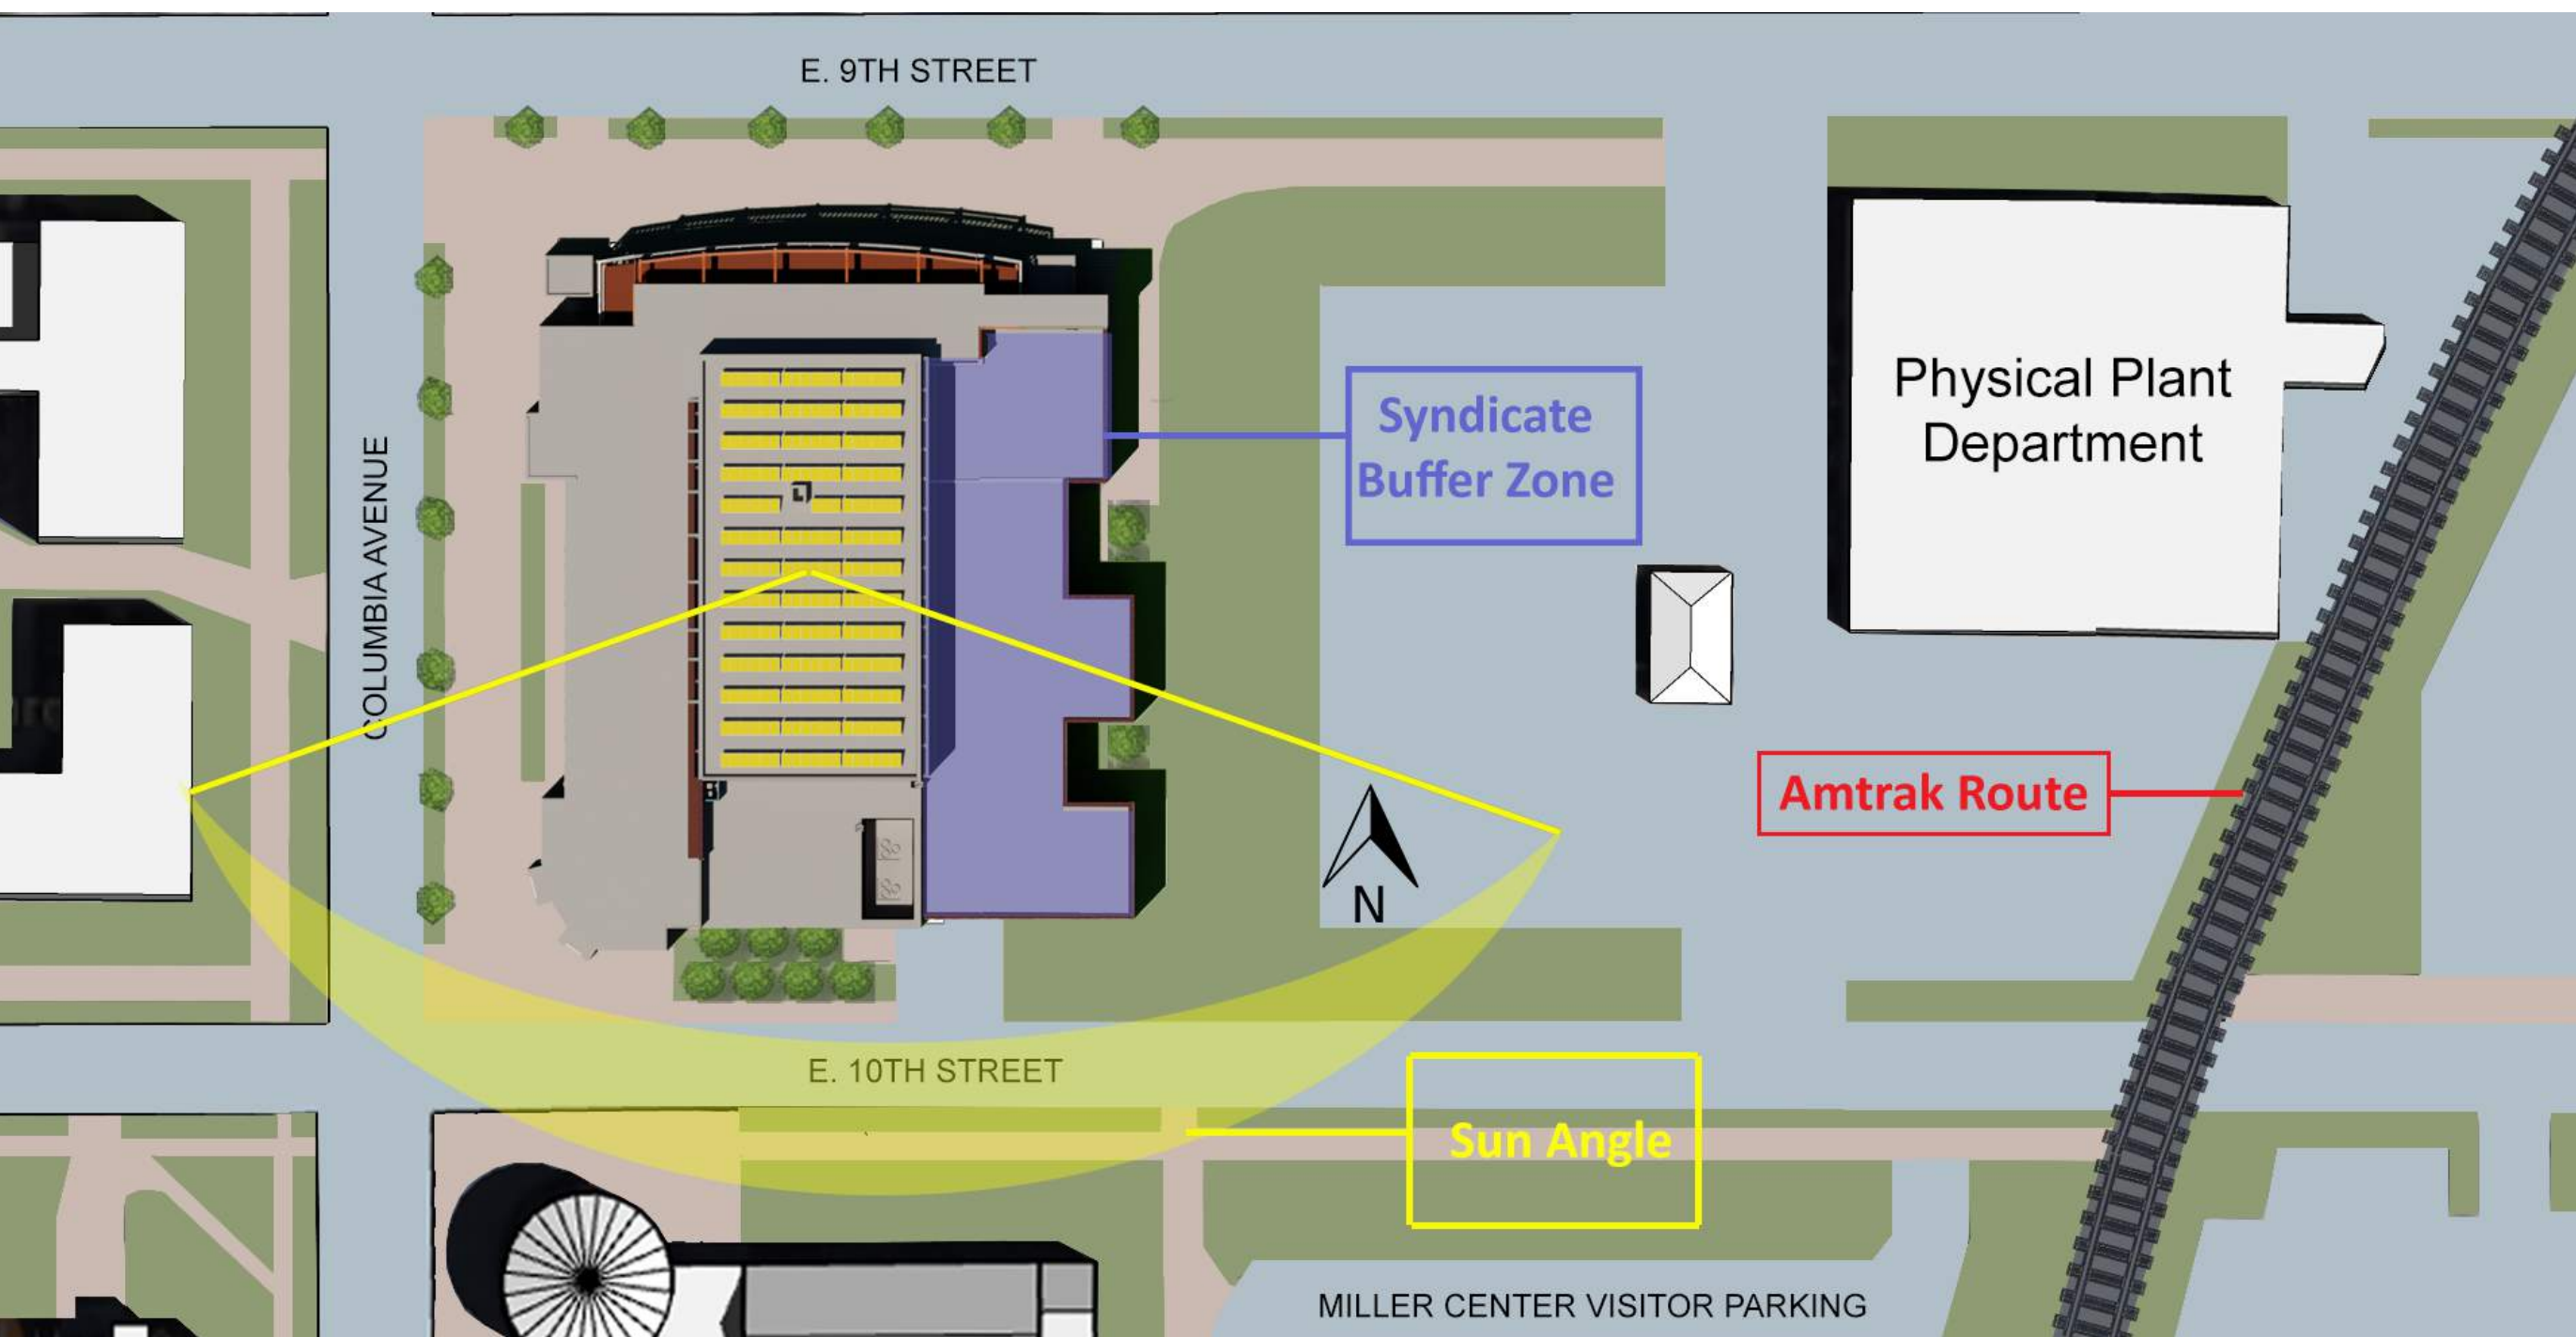 E. 9TH STREET
Physical Plant
Department
Syndicate
Buffer Zone
COLUMBIA AVENUE
Amtrak Route
N
E. 10TH STREET
Sun Angle
MILLER CENTER VISITOR PARKING